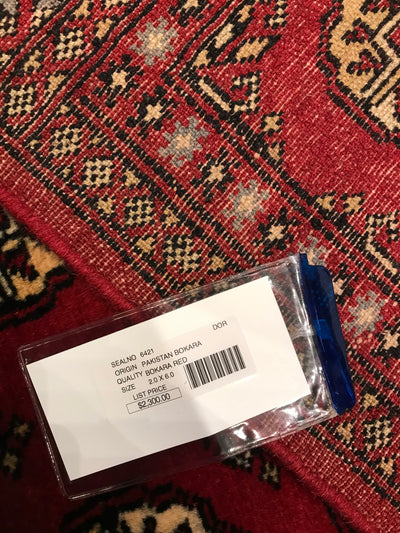 DOR
SEALNO 6421
ORIGIN PAKISTAN BOKARA
QUALITY BOKARA RED
SIZE 2.0 X 6.0
LIST PRICE
$2,300.00